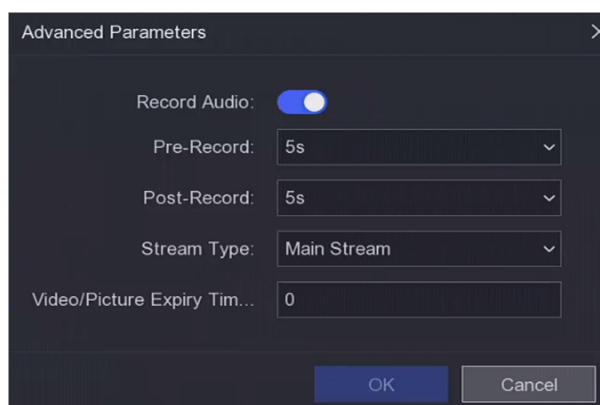 Advanced Parameters
Record Audio:
Pre-Record: 5s
Post-Record: 5s
Stream Type: Main Stream
Video/Picture Expiry Tim... 0
OK Cancel